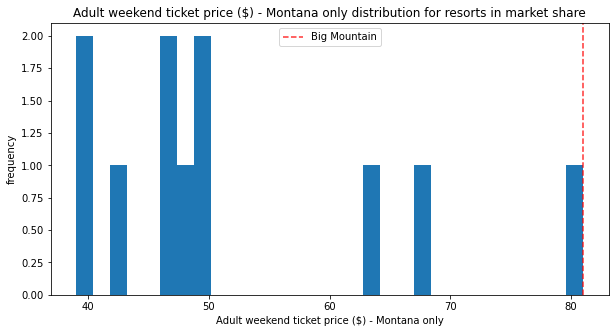 Adult weekend ticket price ($) - Montana only distribution for resorts in market share
Big Mountain
frequency
2.00
1.75
1.50
1.25
1.00
0.75
0.50
0.25
0.00
40 50 60 70 80
Adult weekend ticket price ($) - Montana only